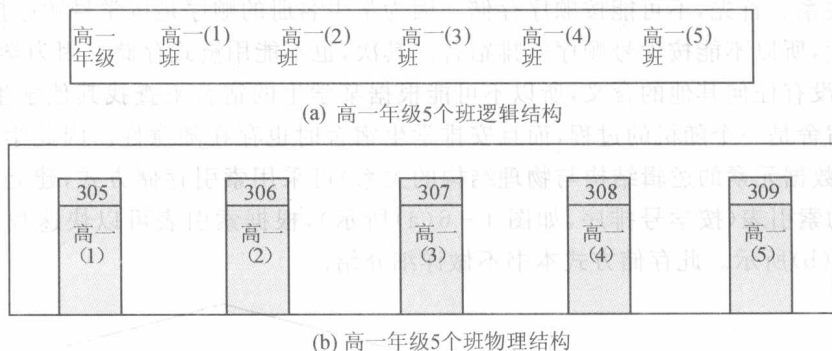 高一年级 高一(1)班 高一(2)班 高一(3)班 高一(4)班 高一(5)班
(a) 高一年级5个班逻辑结构
305 306 307 308 309
高一(1) 高一(2) 高一(3) 高一(4) 高一(5)
(b) 高一年级5个班物理结构